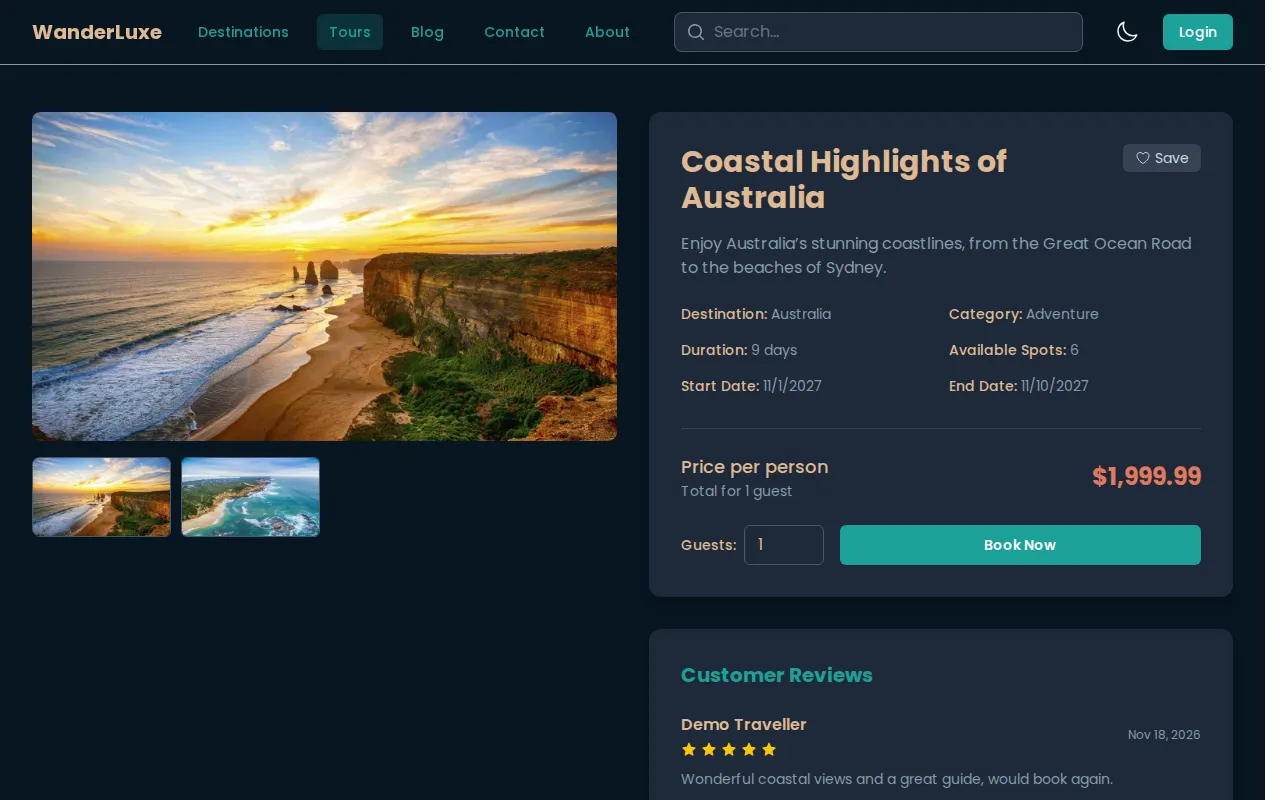 WanderLuxe
Destinations
Tours
Blog
Contact
About
Search...
Login
Coastal Highlights of
Australia
Save
Enjoy Australia's stunning coastlines, from the Great Ocean Road
to the beaches of Sydney.
Destination: Australia
Category: Adventure
Duration: 9 days
Available Spots: 6
Start Date: 11/1/2027
End Date: 11/10/2027
Price per person
Total for 1 guest
$1,999.99
Guests: 1
Book Now
Customer Reviews
Demo Traveller
Nov 18, 2026
Wonderful coastal views and a great guide, would book again.